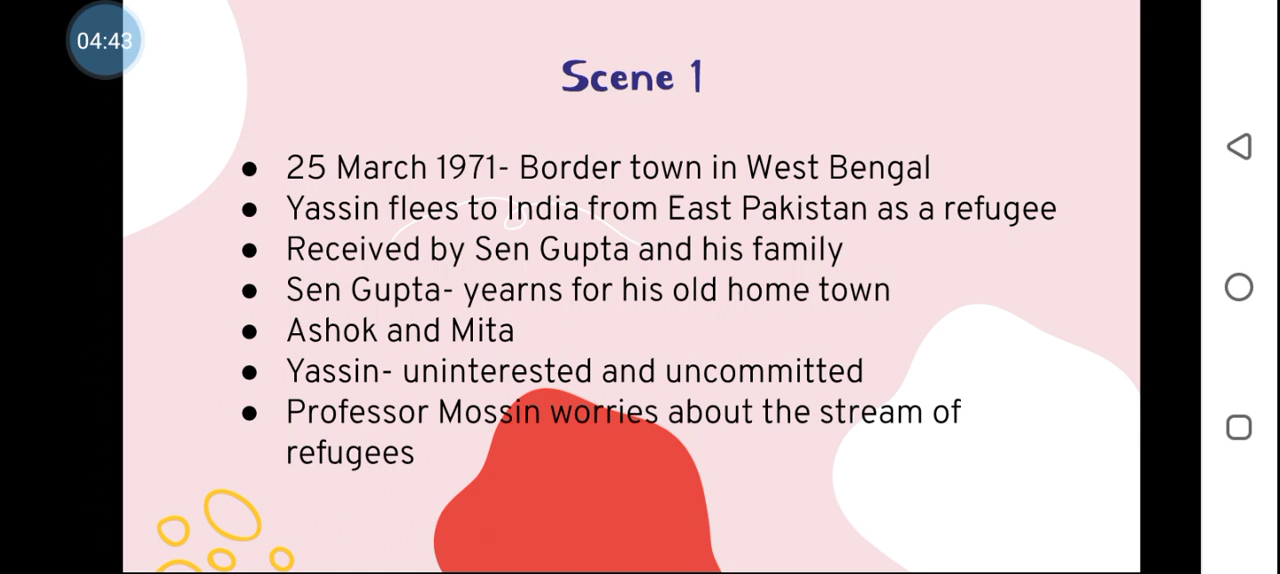 04:43
Scene 1
● 25 March 1971- Border town in West Bengal
● Yassin flees to India from East Pakistan as a refugee
● Received by Sen Gupta and his family
● Sen Gupta- yearns for his old home town
● Ashok and Mita
● Yassin- uninterested and uncommitted
● Professor Mossin worries about the stream of
refugees